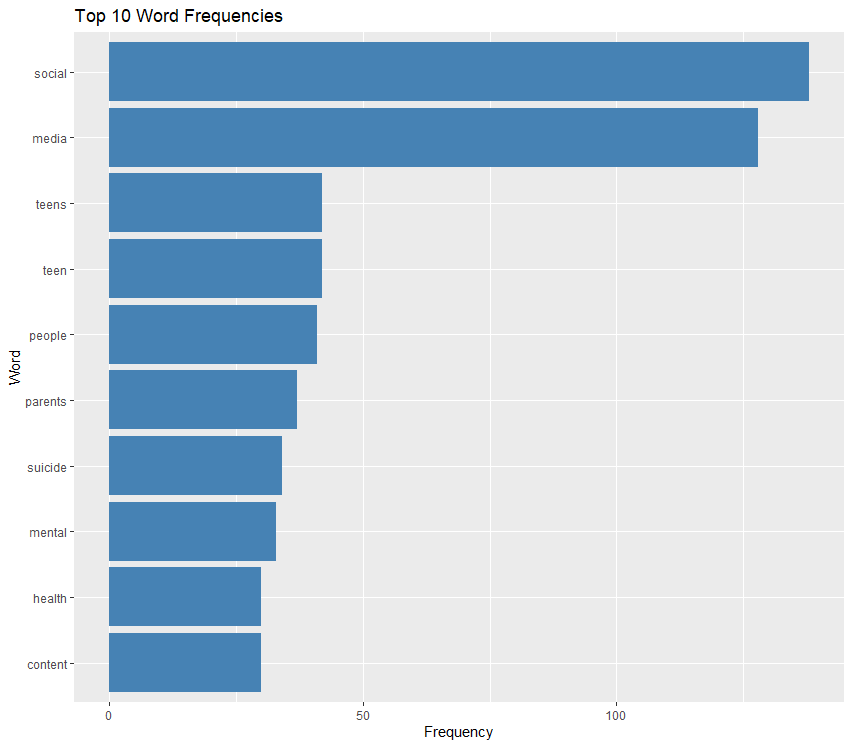 Top 10 Word Frequencies
social
media
teens
teen
people
parents
suicide
mental
health
content
Word
0 50 100
Frequency